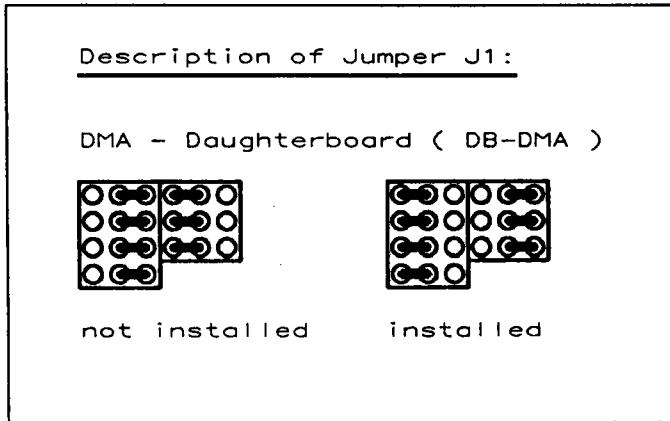 Description of Jumper J1:
DMA - Daughterboard ( DB-DMA )
not installed
installed